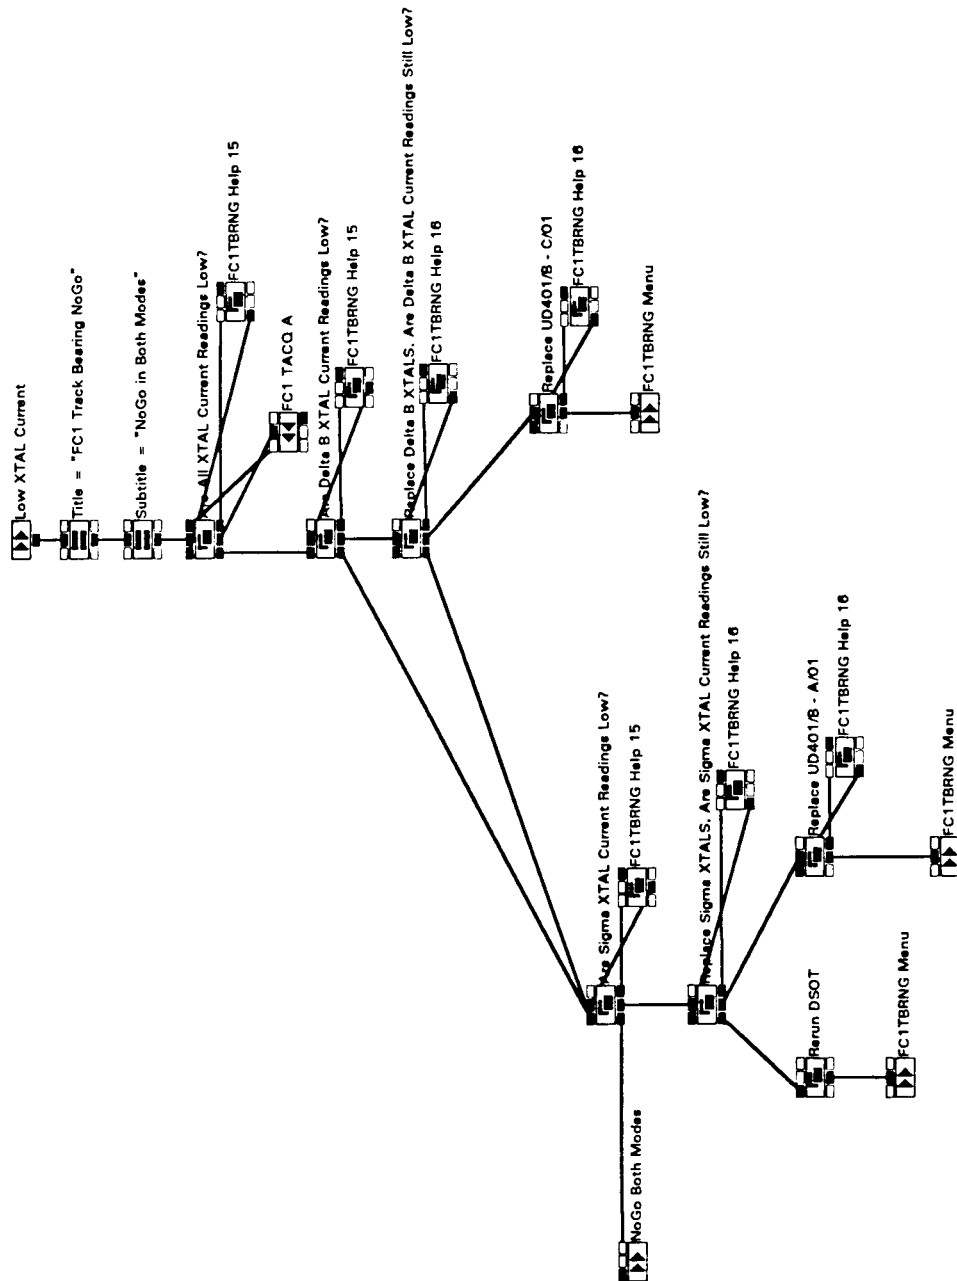 Low XTAL Current
Title = "FC1 Track Bearing NoGo"
Subtitle = "NoGo in Both Modes"
Are All XTAL Current Readings Low?
FC1TBRNG Help 15
FC1 TACQ A
Are Delta B XTAL Current Readings Low?
FC1TBRNG Help 15
Replace Delta B XTALS. Are Delta B XTAL Current Readings Still Low?
FC1TBRNG Help 16
Replace UD401/B - C/01
FC1TBRNG Help 16
FC1TBRNG Menu
Are Sigma XTAL Current Readings Low?
FC1TBRNG Help 15
NoGo Both Modes
Replace Sigma XTALS. Are Sigma XTAL Current Readings Still Low?
FC1TBRNG Help 16
Rerun DSOT
FC1TBRNG Menu
Replace UD401/B - A/01
FC1TBRNG Help 16
FC1TBRNG Menu